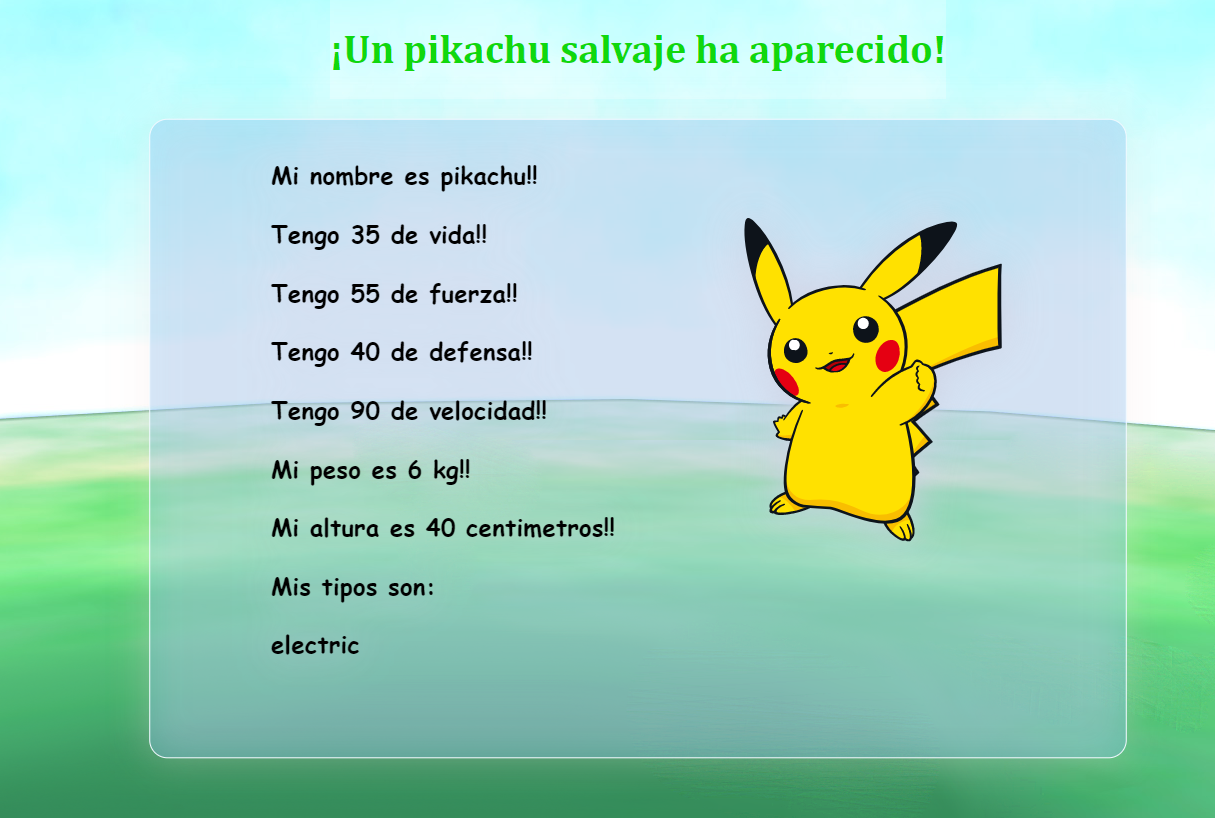 ¡Un pikachu salvaje ha aparecido!
Mi nombre es pikachu!!
Tengo 35 de vida!!
Tengo 55 de fuerza!!
Tengo 40 de defensa!!
Tengo 90 de velocidad!!
Mi peso es 6 kg!!
Mi altura es 40 centimetros!!
Mis tipos son:
electric